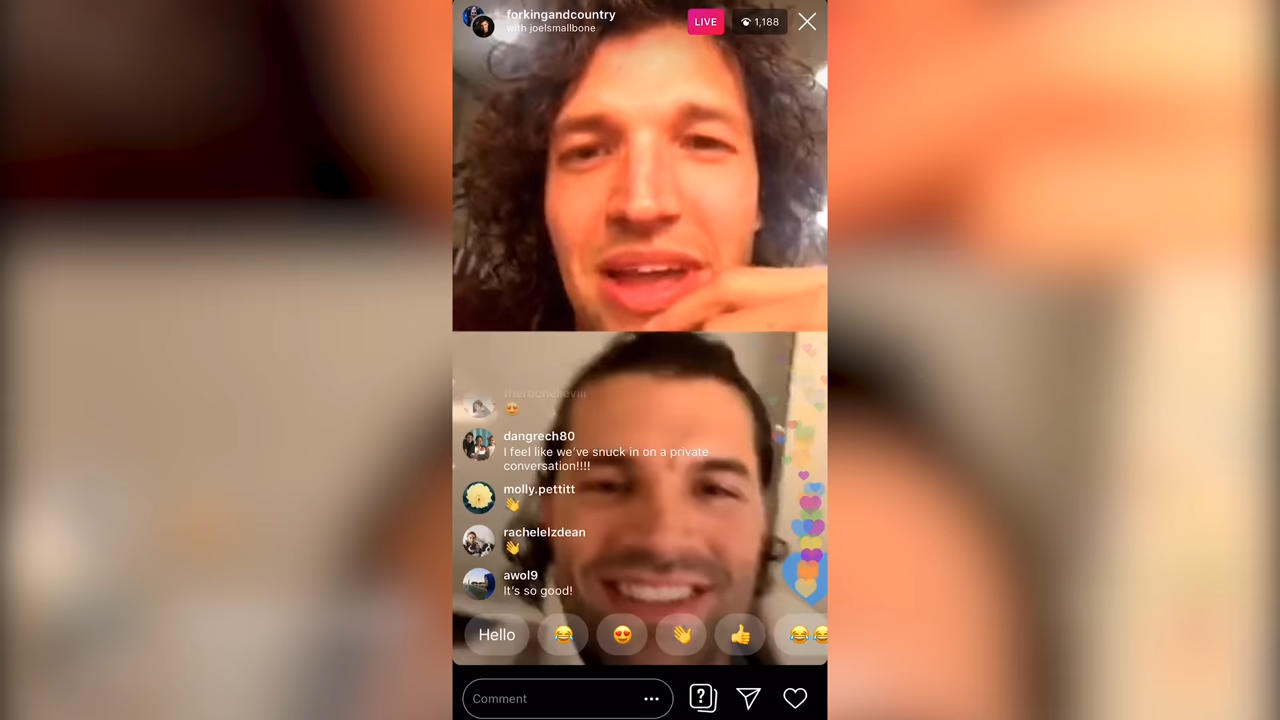 forkingandcountry
with joelsmallbone
LIVE
1,188
therochellevill
dangrech80
I feel like we've snuck in on a private
conversation!!!!
molly.pettitt
rachelelzdean
awol9
It's so good!
Hello
Comment